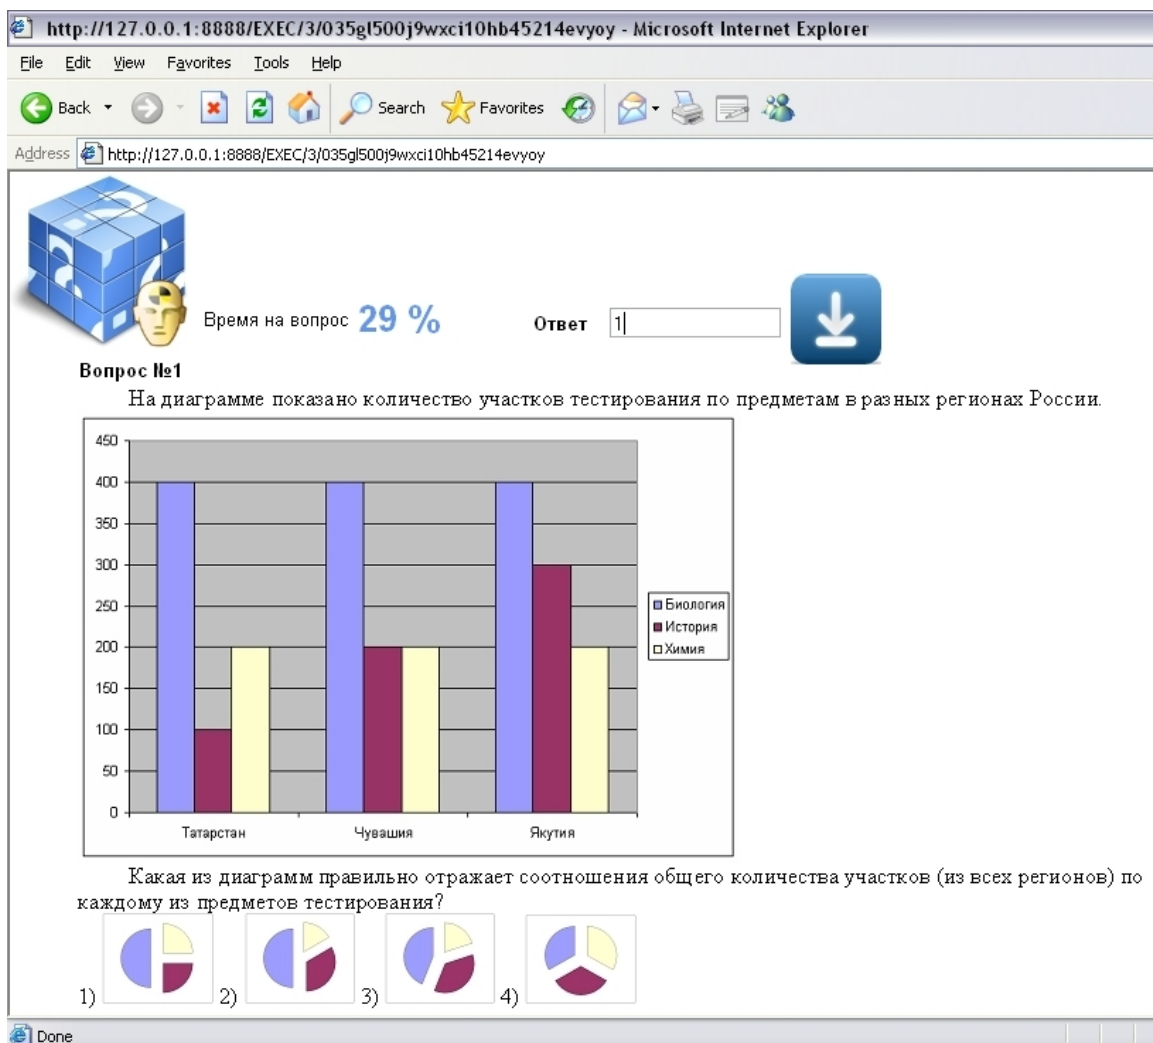 http://127.0.0.1:8888/EXEC/3/035gl500j9wxci10hb45214evyoy - Microsoft Internet Explorer
File Edit View Favorites Tools Help
Back Search Favorites
Address http://127.0.0.1:8888/EXEC/3/035gl500j9wxci10hb45214evyoy
Время на вопрос 29 % Ответ 1
Вопрос №1
На диаграмме показано количество участков тестирования по предметам в разных регионах России.
450
400
350
300
250
200
150
100
50
0
Татарстан Чувашия Якутия
Биология
История
Химия
Какая из диаграмм правильно отражает соотношения общего количества участков (из всех регионов) по
каждому из предметов тестирования?
1) 2) 3) 4)
Done